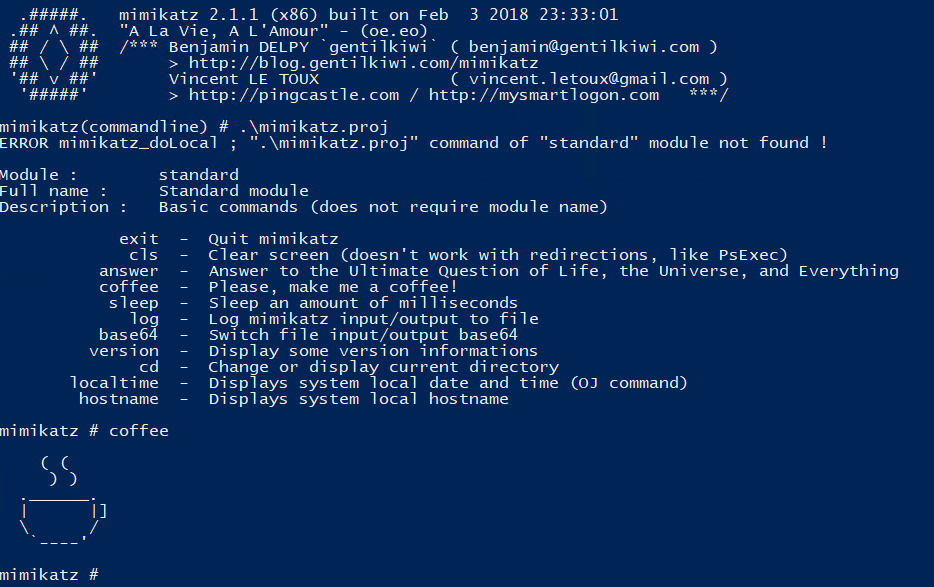 .#####.   mimikatz 2.1.1 (x86) built on Feb  3 2018 23:33:01
 .## ^ ##.  "A La Vie, A L'Amour" - (oe.eo)
 ## / \ ##  /*** Benjamin DELPY `gentilkiwi` ( benjamin@gentilkiwi.com )
 ## \ / ##       > http://blog.gentilkiwi.com/mimikatz
 '## v ##'       Vincent LE TOUX             ( vincent.letoux@gmail.com )
  '#####'        > http://pingcastle.com / http://mysmartlogon.com   ***/
mimikatz(commandline) # .\mimikatz.proj
ERROR mimikatz_doLocal ; ".\mimikatz.proj" command of "standard" module not found !
Module :        standard
Full name :     Standard module
Description :   Basic commands (does not require module name)
            exit  -  Quit mimikatz
             cls  -  Clear screen (doesn't work with redirections, like PsExec)
          answer  -  Answer to the Ultimate Question of Life, the Universe, and Everything
          coffee  -  Please, make me a coffee!
           sleep  -  Sleep an amount of milliseconds
             log  -  Log mimikatz input/output to file
          base64  -  Switch file input/output base64
         version  -  Display some version informations
              cd  -  Change or display current directory
       localtime  -  Displays system local date and time (OJ command)
        hostname  -  Displays system local hostname
mimikatz # coffee
    ( (
     ) )
  .______.
  |      |]
  \      /
   `----'
mimikatz #